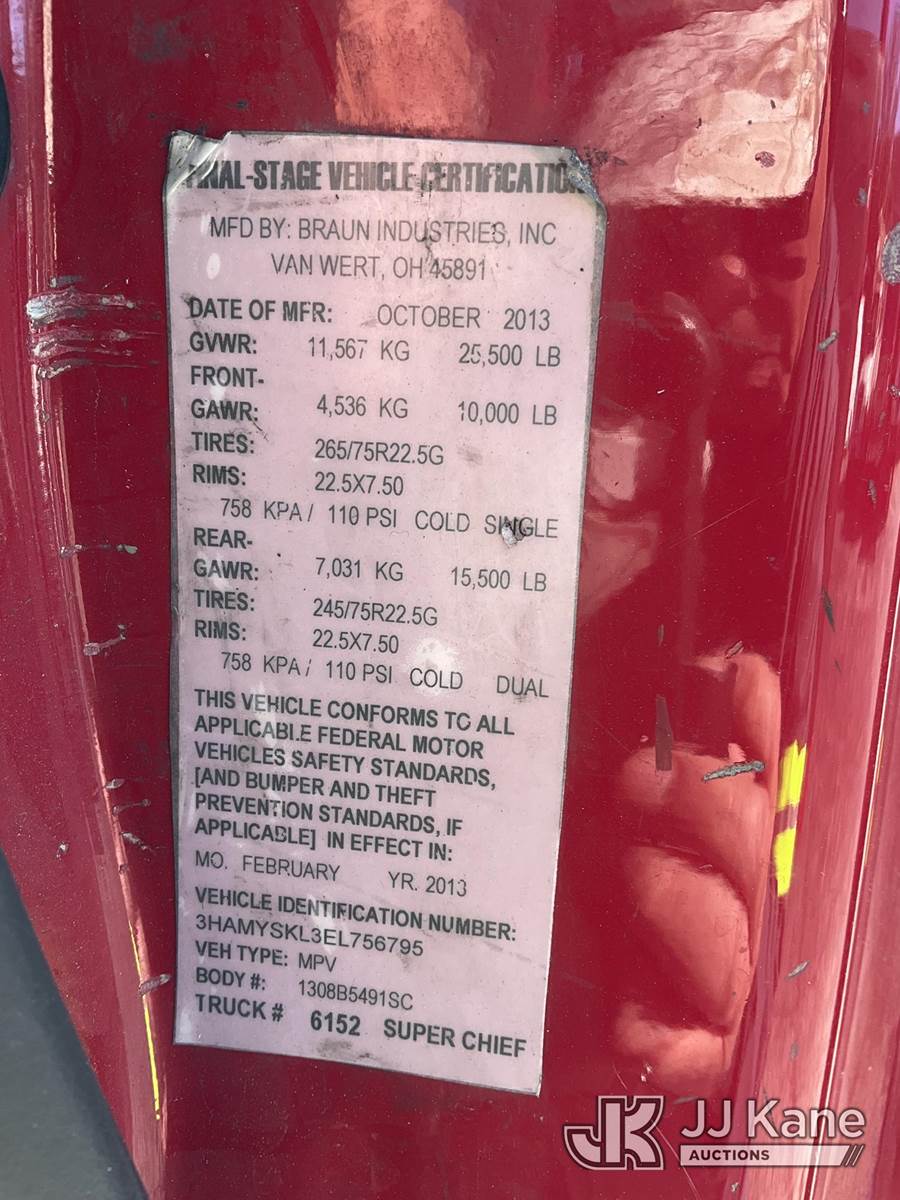 FINAL-STAGE VEHICLE CERTIFICATION
MFD BY: BRAUN INDUSTRIES, INC
VAN WERT, OH 45891
DATE OF MFR: OCTOBER 2013
GVWR: 11,567 KG 25,500 LB
FRONT-
GAWR: 4,536 KG 10,000 LB
TIRES: 265/75R22.5G
RIMS: 22.5X7.50
758 KPA / 110 PSI COLD SINGLE
REAR-
GAWR: 7,031 KG 15,500 LB
TIRES: 245/75R22.5G
RIMS: 22.5X7.50
758 KPA / 110 PSI COLD DUAL
THIS VEHICLE CONFORMS TO ALL
APPLICABLE FEDERAL MOTOR
VEHICLES SAFETY STANDARDS,
[AND BUMPER AND THEFT
PREVENTION STANDARDS, IF
APPLICABLE] IN EFFECT IN:
MO. FEBRUARY YR. 2013
VEHICLE IDENTIFICATION NUMBER:
3HAMYSKL3EL756795
VEH TYPE: MPV
BODY #: 1308B5491SC
TRUCK # 6152 SUPER CHIEF
JK JJ Kane
AUCTIONS